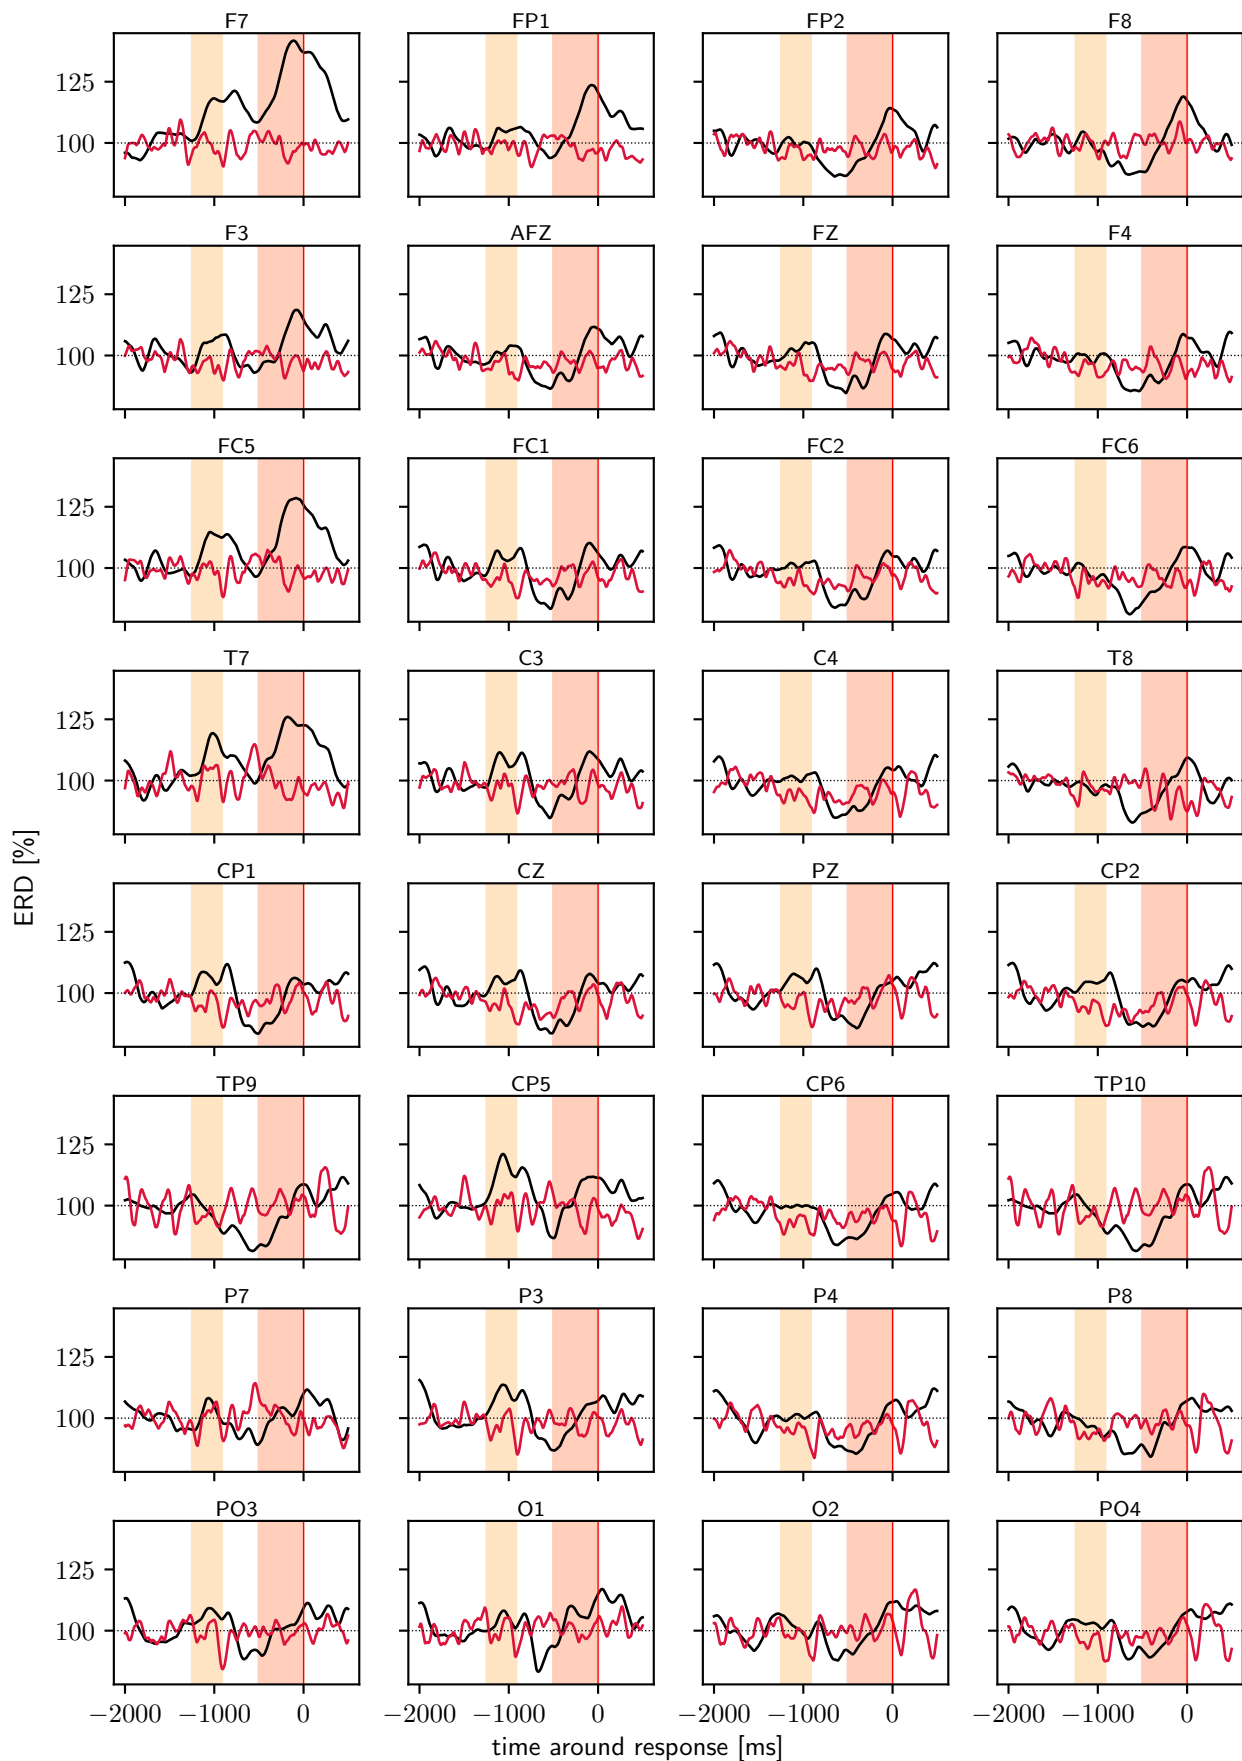 F7 FP1 FP2 F8
125
100
F3 AFZ FZ F4
125
100
FC5 FC1 FC2 FC6
125
100
T7 C3 C4 T8
125
100
ERD [%]
CP1 CZ PZ CP2
125
100
TP9 CP5 CP6 TP10
125
100
P7 P3 P4 P8
125
100
PO3 O1 O2 PO4
125
100
−2000 −1000 0 −2000 −1000 0 −2000 −1000 0 −2000 −1000 0
time around response [ms]